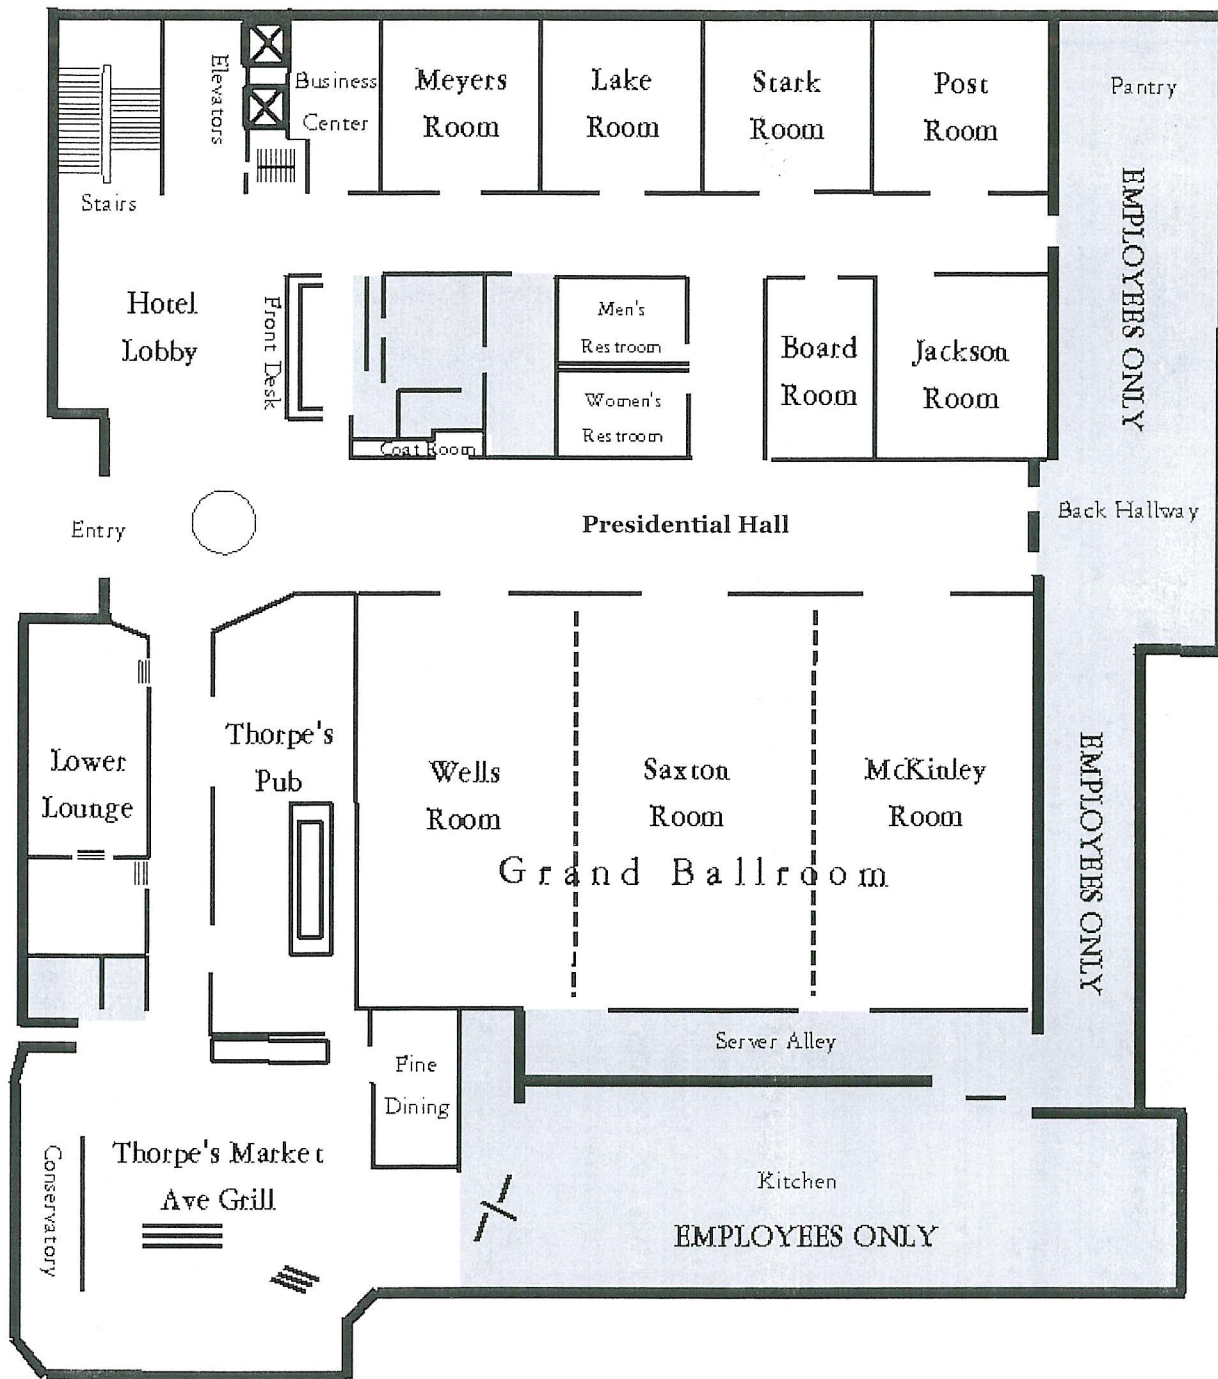 Elevators
Business
Center
Meyers
Room
Lake
Room
Stark
Room
Post
Room
Pantry
EMPLOYEES ONLY
Stairs
Hotel
Lobby
Front Desk
Men's
Restroom
Women's
Restroom
Board
Room
Jackson
Room
Coat Room
Entry
Presidential Hall
Back Hallway
Lower
Lounge
Thorpe's
Pub
Wells
Room
Saxton
Room
McKinley
Room
Grand Ballroom
EMPLOYEES ONLY
Server Alley
Fine
Dining
Conservatory
Thorpe's Market
Ave Grill
Kitchen
EMPLOYEES ONLY